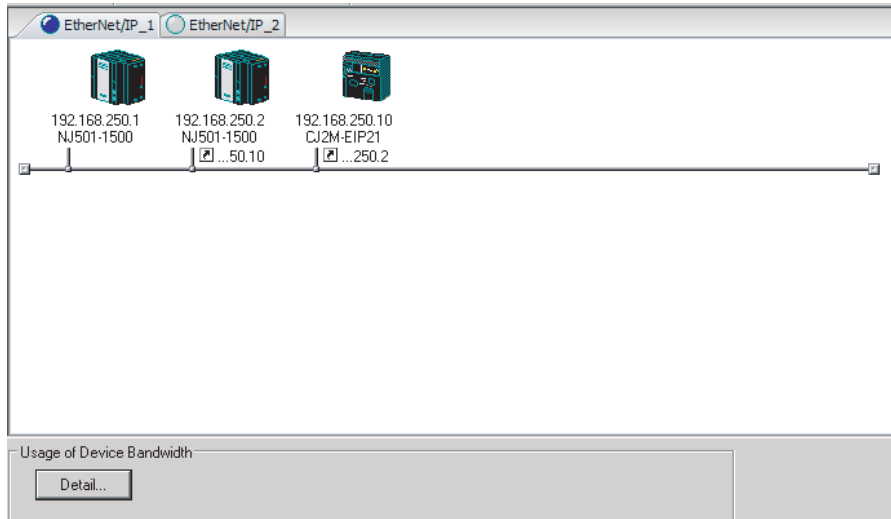 EtherNet/IP_1 EtherNet/IP_2
192.168.250.1 192.168.250.2 192.168.250.10
NJ501-1500 NJ501-1500 CJ2M-EIP21
...50.10 ...250.2
Usage of Device Bandwidth
Detail...